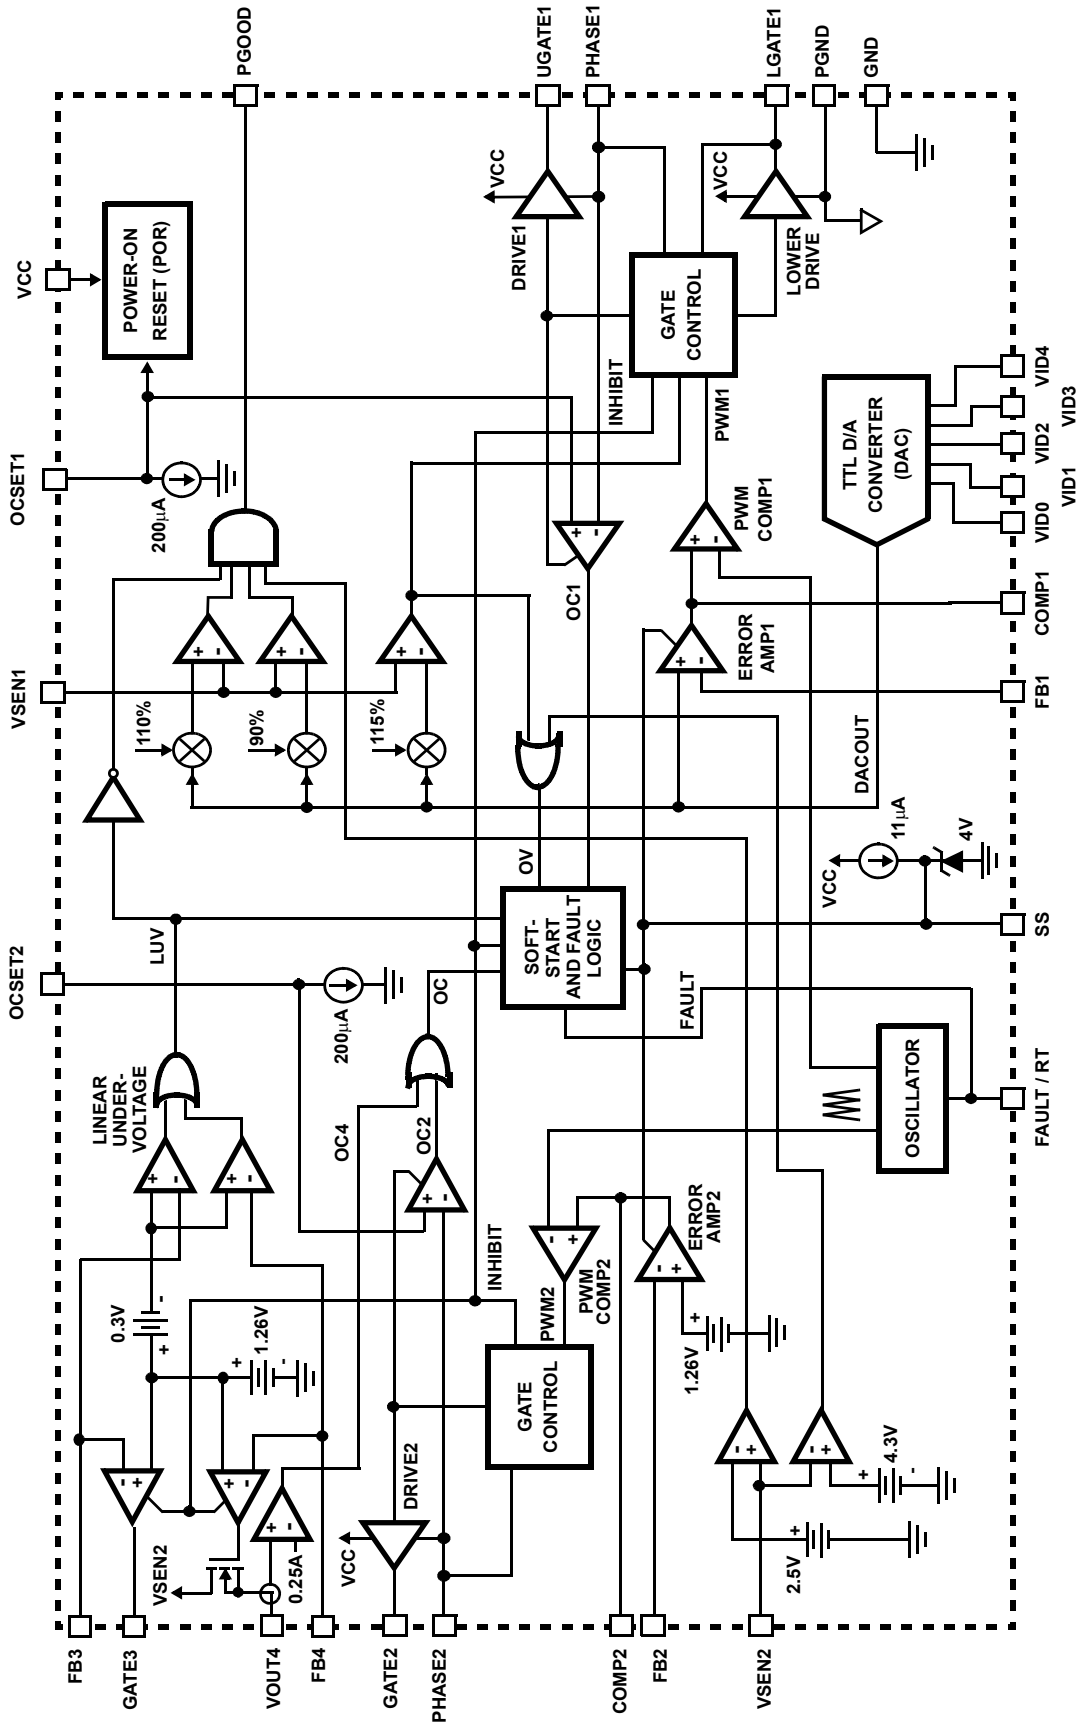 VSEN1
OCSET1
VCC
OCSET2
PGOOD
UGATE1
PHASE1
LGATE1
PGND
GND
POWER-ON
RESET (POR)
200µA
VCC
DRIVE1
VCC
LOWER
DRIVE
GATE
CONTROL
INHIBIT
PWM1
110%
90%
115%
+
-
+
-
+
-
+
-
OC1
+
-
PWM
COMP1
+
-
ERROR
AMP1
TTL D/A
CONVERTER
(DAC)
DACOUT
VID4
VID3
VID2
VID1
VID0
COMP1
FB1
LUV
LINEAR
UNDER-
VOLTAGE
+
-
+
-
0.3V
+
-
1.26V
+
-
200µA
OC
OV
SOFT-
START
AND FAULT
LOGIC
FAULT
VCC
11µA
4V
SS
OSCILLATOR
FAULT / RT
OC4
OC2
+
-
INHIBIT
PWM2
PWM
COMP2
-
+
ERROR
AMP2
-
+
1.26V
+
GATE
CONTROL
DRIVE2
VCC
-
+
+
-
+
-
0.25A
VSEN2
-
+
-
+
2.5V
+
4.3V
+
-
FB3
GATE3
VOUT4
FB4
GATE2
PHASE2
COMP2
FB2
VSEN2